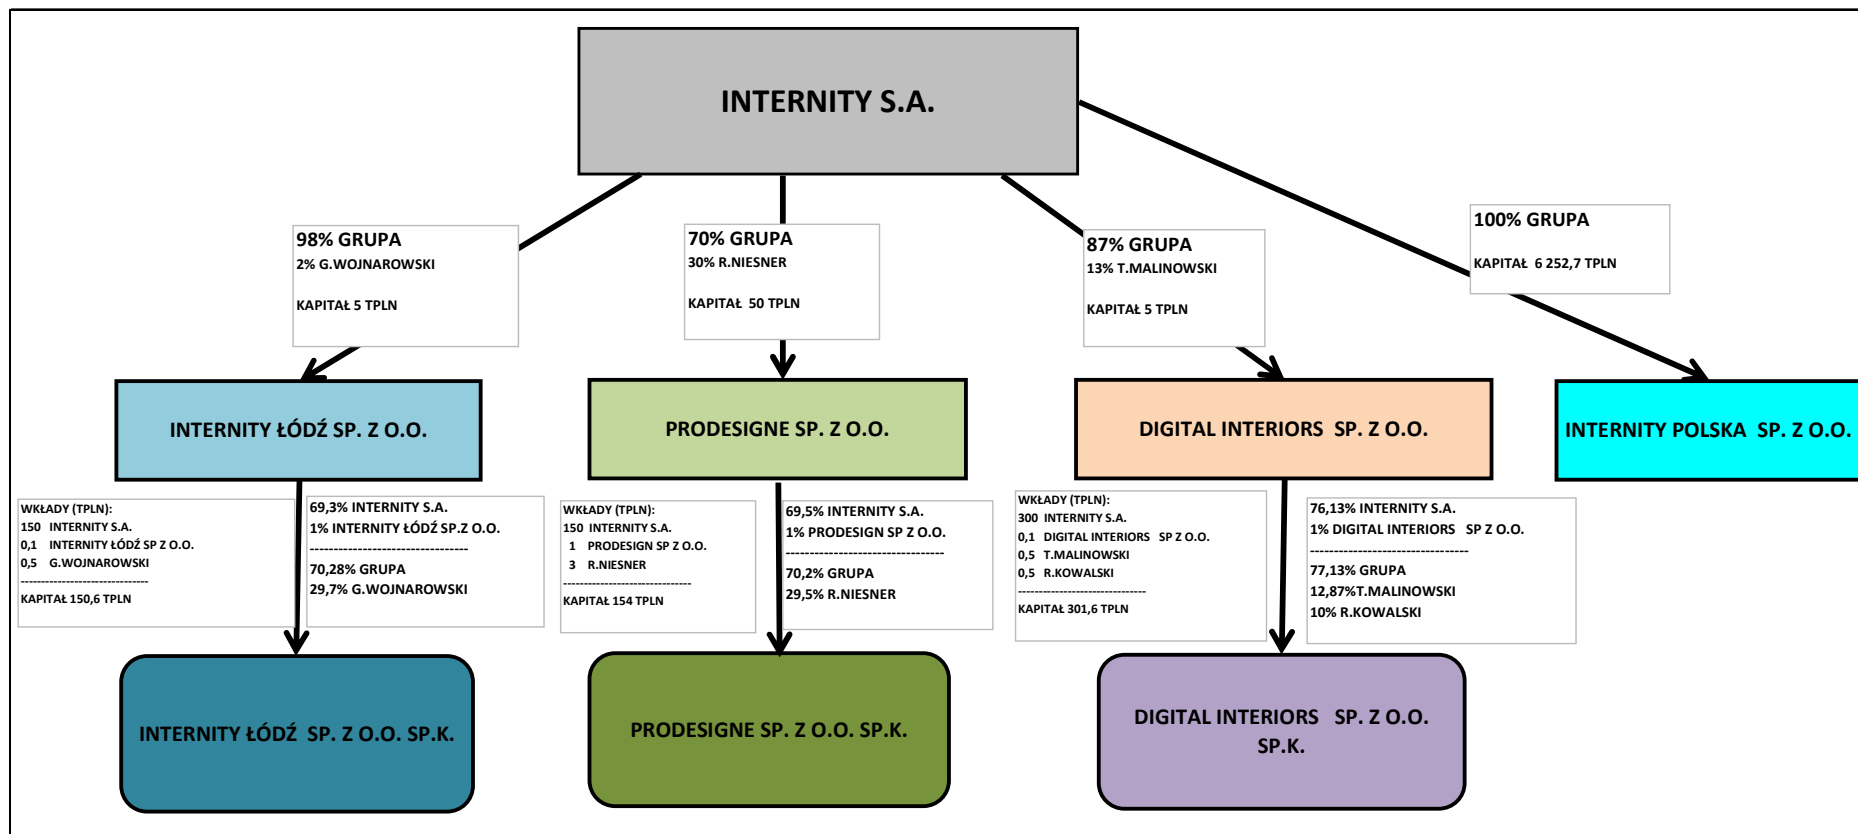 INTERNITY S.A.
98% GRUPA
2% G.WOJNAROWSKI
KAPITAŁ 5 TPLN
70% GRUPA
30% R.NIESNER
KAPITAŁ  50 TPLN
87% GRUPA
13% T.MALINOWSKI
KAPITAŁ 5 TPLN
100% GRUPA
KAPITAŁ  6 252,7 TPLN
INTERNITY ŁÓDŹ SP. Z O.O.
PRODESIGNE SP. Z O.O.
DIGITAL INTERIORS  SP. Z O.O.
INTERNITY POLSKA  SP. Z O.O.
WKŁADY (TPLN):
150  INTERNITY S.A.
0,1  INTERNITY ŁÓDŹ SP Z O.O.
0,5  G.WOJNAROWSKI
-------------------------------
KAPITAŁ 150,6 TPLN
69,3% INTERNITY S.A.
1% INTERNITY ŁÓDŹ SP.Z O.O.
----------------------------------
70,28% GRUPA
29,7% G.WOJNAROWSKI
WKŁADY (TPLN):
150  INTERNITY S.A.
1  PRODESIGN SP Z O.O.
3  R.NIESNER
-------------------------------
KAPITAŁ 154 TPLN
69,5% INTERNITY S.A.
1% PRODESIGN SP Z O.O.
----------------------------------
70,2% GRUPA
29,5% R.NIESNER
WKŁADY (TPLN):
300  INTERNITY S.A.
0,1  DIGITAL INTERIORS  SP Z O.O.
0,5  T.MALINOWSKI
0,5  R.KOWALSKI
-------------------------------
KAPITAŁ 301,6 TPLN
76,13% INTERNITY S.A.
1% DIGITAL INTERIORS  SP Z O.O.
----------------------------------
77,13% GRUPA
12,87%T.MALINOWSKI
10% R.KOWALSKI
INTERNITY ŁÓDŹ  SP. Z O.O. SP.K.
PRODESIGNE SP. Z O.O. SP.K.
DIGITAL INTERIORS  SP. Z O.O.
SP.K.